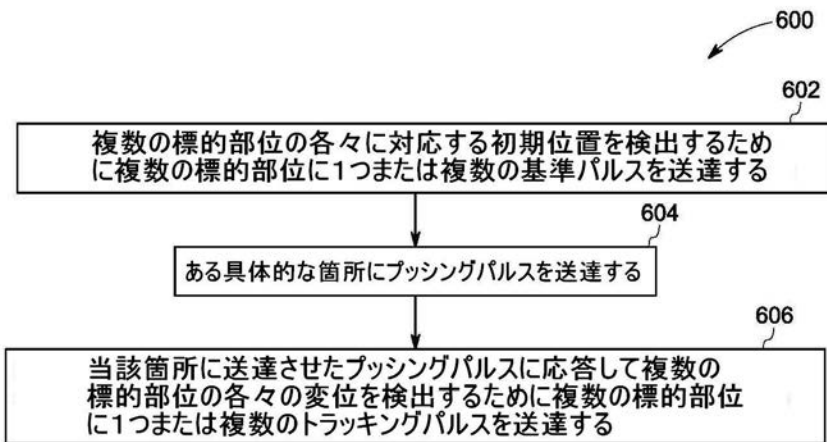 600
602
複数の標的部位の各々に対応する初期位置を検出するため
に複数の標的部位に1つまたは複数の基準パルスを送達する
604
ある具体的な箇所にプッシングパルスを送達する
606
当該箇所に送達させたプッシングパルスに応答して複数の
標的部位の各々の変位を検出するために複数の標的部位
に1つまたは複数のトラッキングパルスを送達する